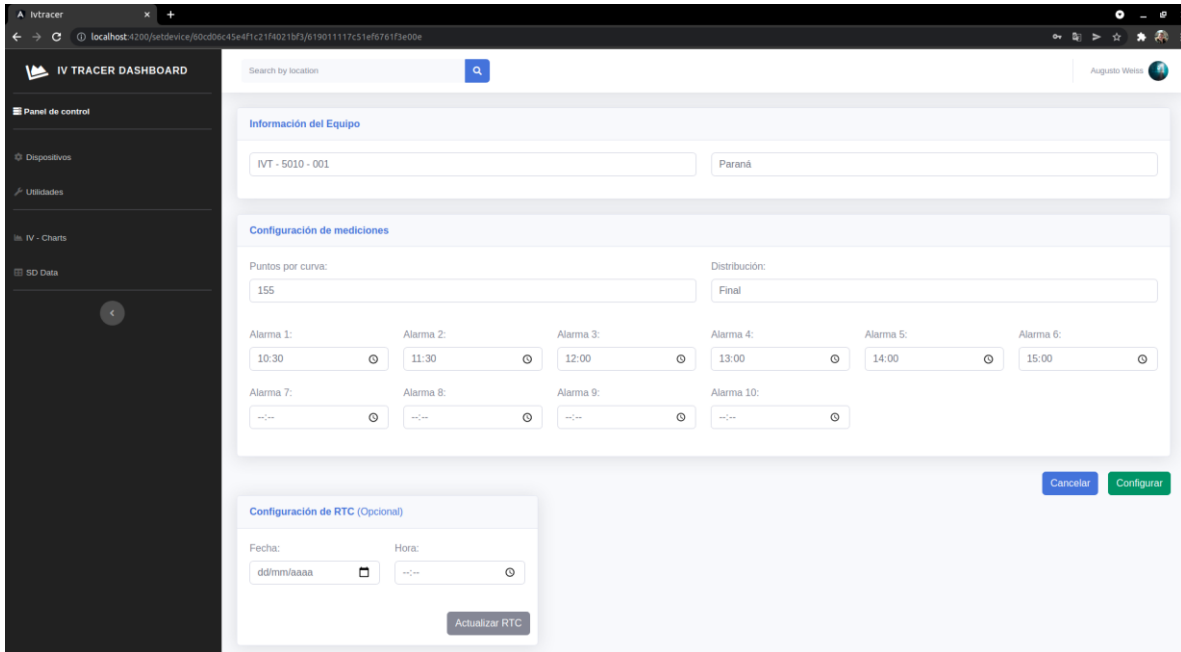 Ivtracer
localhost:4200/setdevice/60cd06c45e4f1c21f4021bf3/619011117c51ef6761f3e00e
IV TRACER DASHBOARD
Search by location
Augusto Weiss
Panel de control
Dispositivos
Utilidades
IV - Charts
SD Data
Información del Equipo
IVT - 5010 - 001
Paraná
Configuración de mediciones
Puntos por curva:
Distribución:
155
Final
Alarma 1:
Alarma 2:
Alarma 3:
Alarma 4:
Alarma 5:
Alarma 6:
10:30
11:30
12:00
13:00
14:00
15:00
Alarma 7:
Alarma 8:
Alarma 9:
Alarma 10:
--:--
--:--
--:--
--:--
Cancelar
Configurar
Configuración de RTC (Opcional)
Fecha:
Hora:
dd/mm/aaaa
--:--
Actualizar RTC